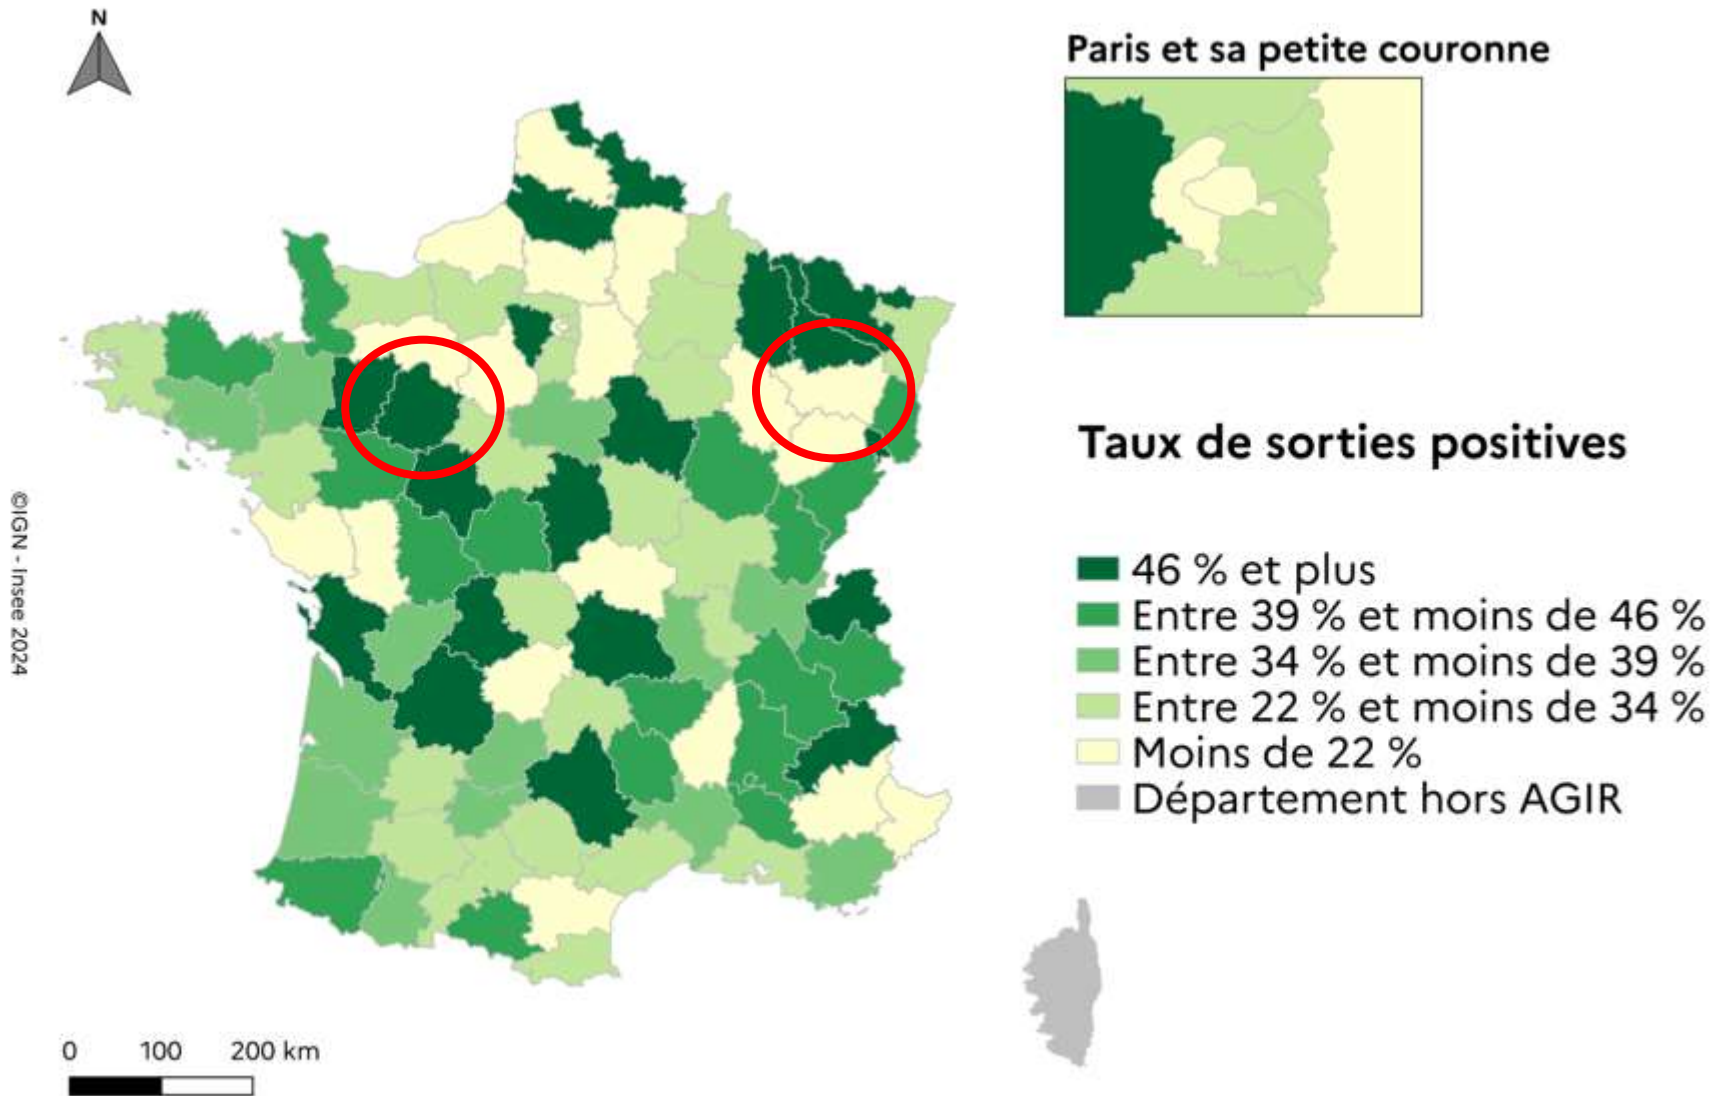 N
Paris et sa petite couronne
Taux de sorties positives
46 % et plus
Entre 39 % et moins de 46 %
Entre 34 % et moins de 39 %
Entre 22 % et moins de 34 %
Moins de 22 %
Département hors AGIR
©IGN - Insee 2024
0 100 200 km